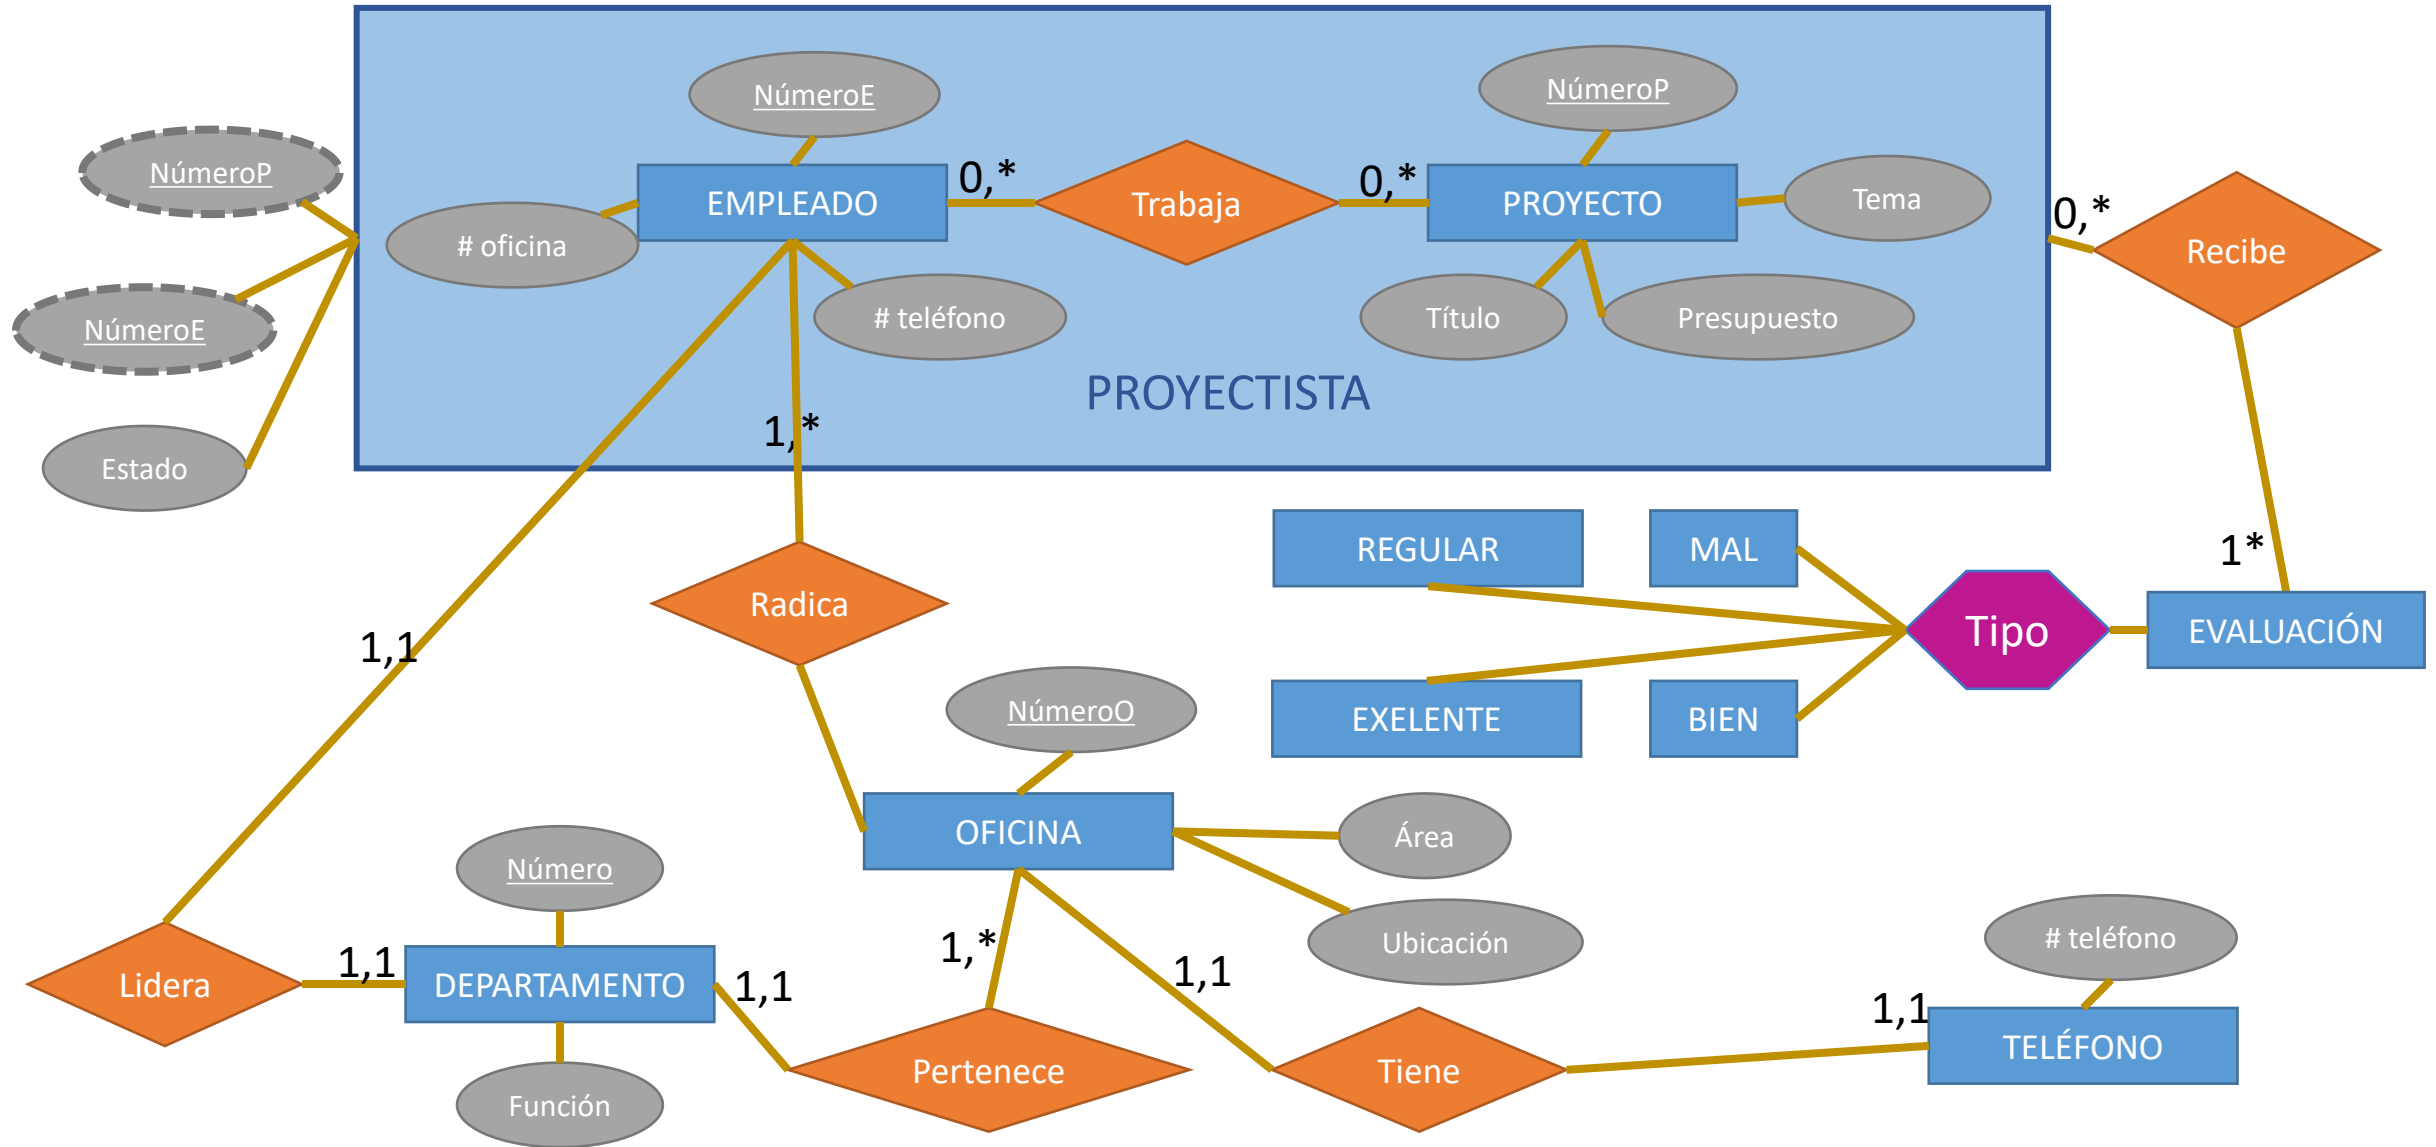 NúmeroE
NúmeroP
NúmeroP
EMPLEADO
0,*
Trabaja
0,*
PROYECTO
Tema
0,*
Recibe
# oficina
NúmeroE
# teléfono
Título
Presupuesto
PROYECTISTA
1,*
Estado
REGULAR
MAL
1*
Radica
Tipo
EVALUACIÓN
1,1
NúmeroO
EXELENTE
BIEN
OFICINA
Área
Número
Ubicación
# teléfono
1,*
1,1
Lidera
1,1
DEPARTAMENTO
1,1
1,1
TELÉFONO
Pertenece
Tiene
Función